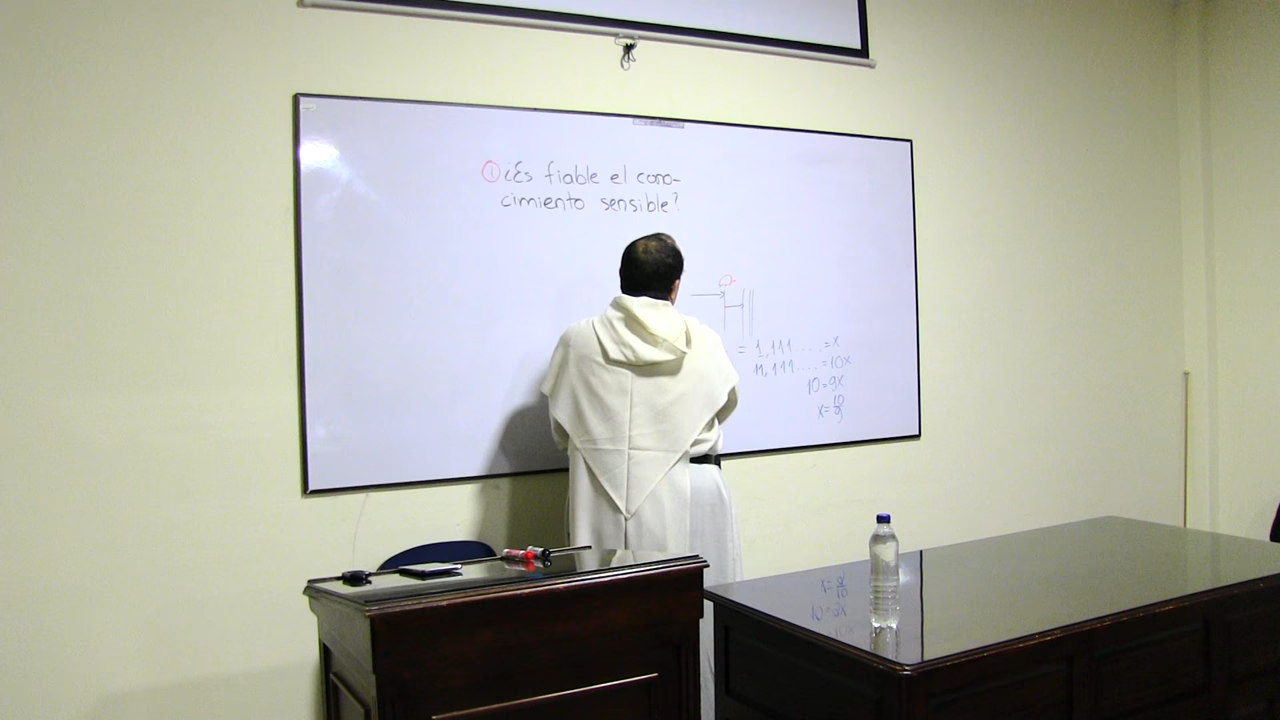 ① ¿Es fiable el cono-
cimiento sensible?
= 1,111.....=x
11,111....=10x
10=9x
x=10/9